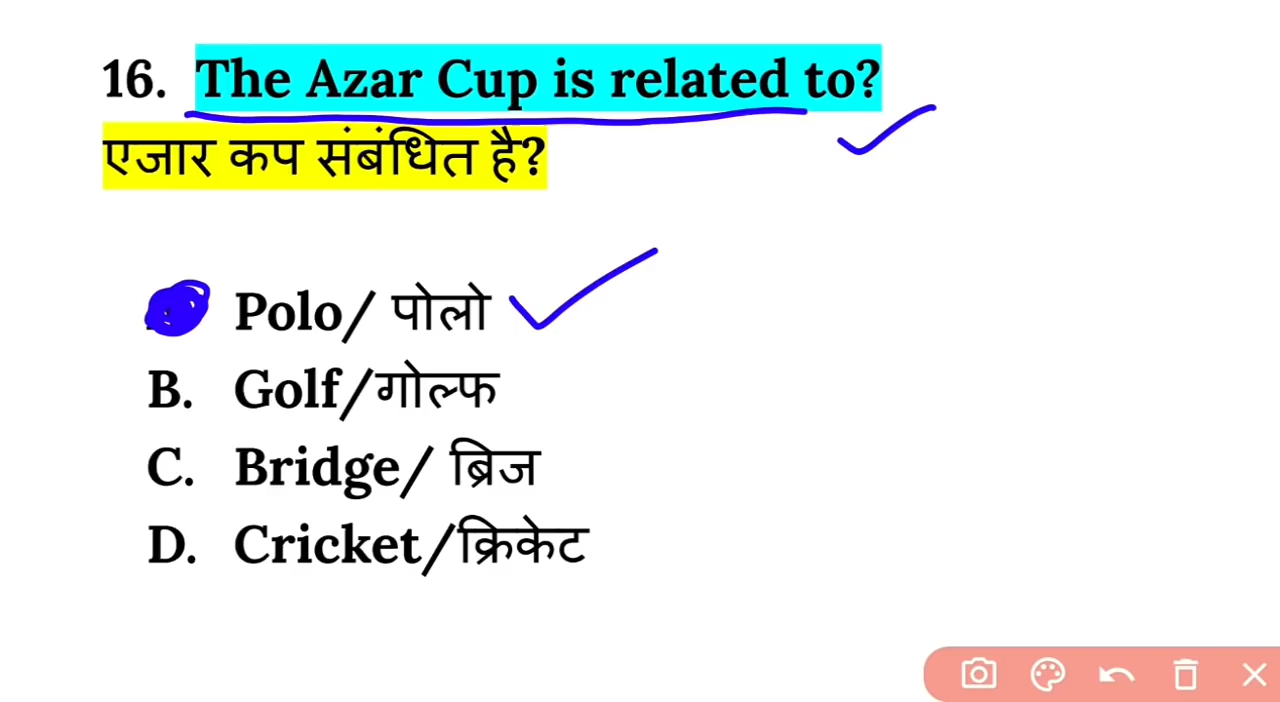 16. The Azar Cup is related to?
एजार कप संबंधित है?
Polo/ पोलो
B. Golf/गोल्फ
C. Bridge/ ब्रिज
D. Cricket/क्रिकेट